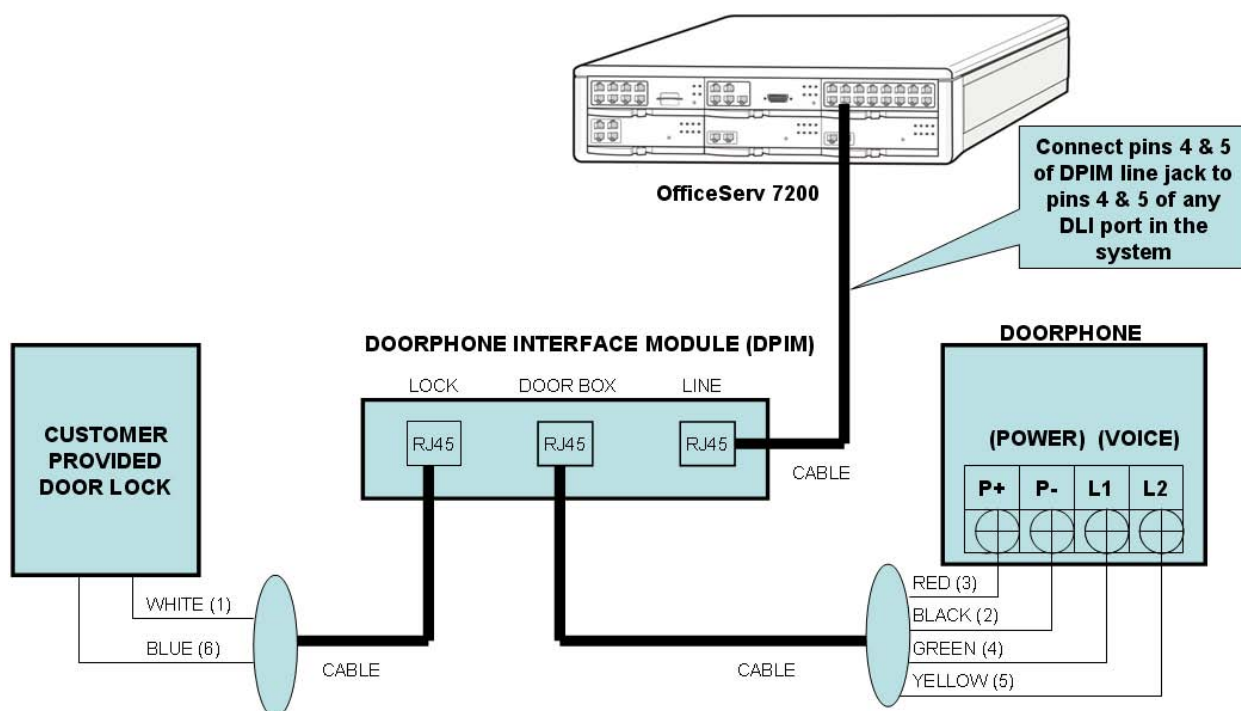 OfficeServ 7200
Connect pins 4 & 5
of DPIM line jack to
pins 4 & 5 of any
DLI port in the
system
DOORPHONE INTERFACE MODULE (DPIM)
LOCK
DOOR BOX
LINE
RJ45
RJ45
RJ45
CABLE
DOORPHONE
(POWER) (VOICE)
P+
P-
L1
L2
CUSTOMER
PROVIDED
DOOR LOCK
WHITE (1)
BLUE (6)
CABLE
CABLE
RED (3)
BLACK (2)
GREEN (4)
YELLOW (5)